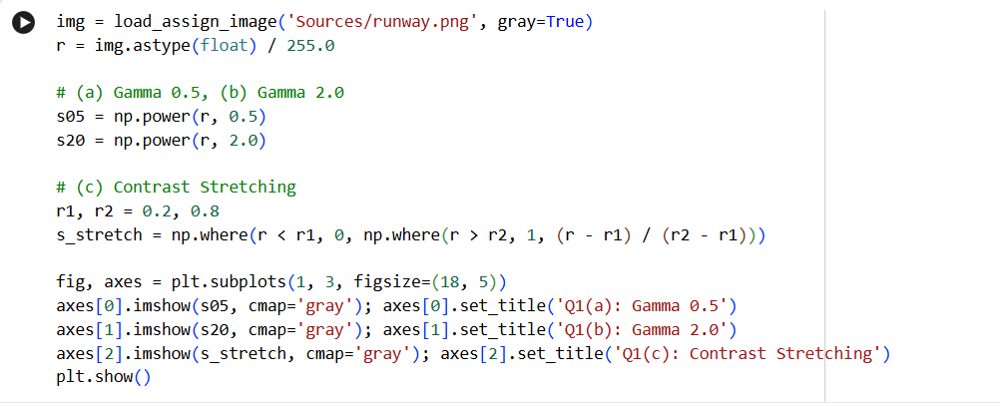 img = load_assign_image('Sources/runway.png', gray=True)
r = img.astype(float) / 255.0
# (a) Gamma 0.5, (b) Gamma 2.0
s05 = np.power(r, 0.5)
s20 = np.power(r, 2.0)
# (c) Contrast Stretching
r1, r2 = 0.2, 0.8
s_stretch = np.where(r < r1, 0, np.where(r > r2, 1, (r - r1) / (r2 - r1)))
fig, axes = plt.subplots(1, 3, figsize=(18, 5))
axes[0].imshow(s05, cmap='gray'); axes[0].set_title('Q1(a): Gamma 0.5')
axes[1].imshow(s20, cmap='gray'); axes[1].set_title('Q1(b): Gamma 2.0')
axes[2].imshow(s_stretch, cmap='gray'); axes[2].set_title('Q1(c): Contrast Stretching')
plt.show()